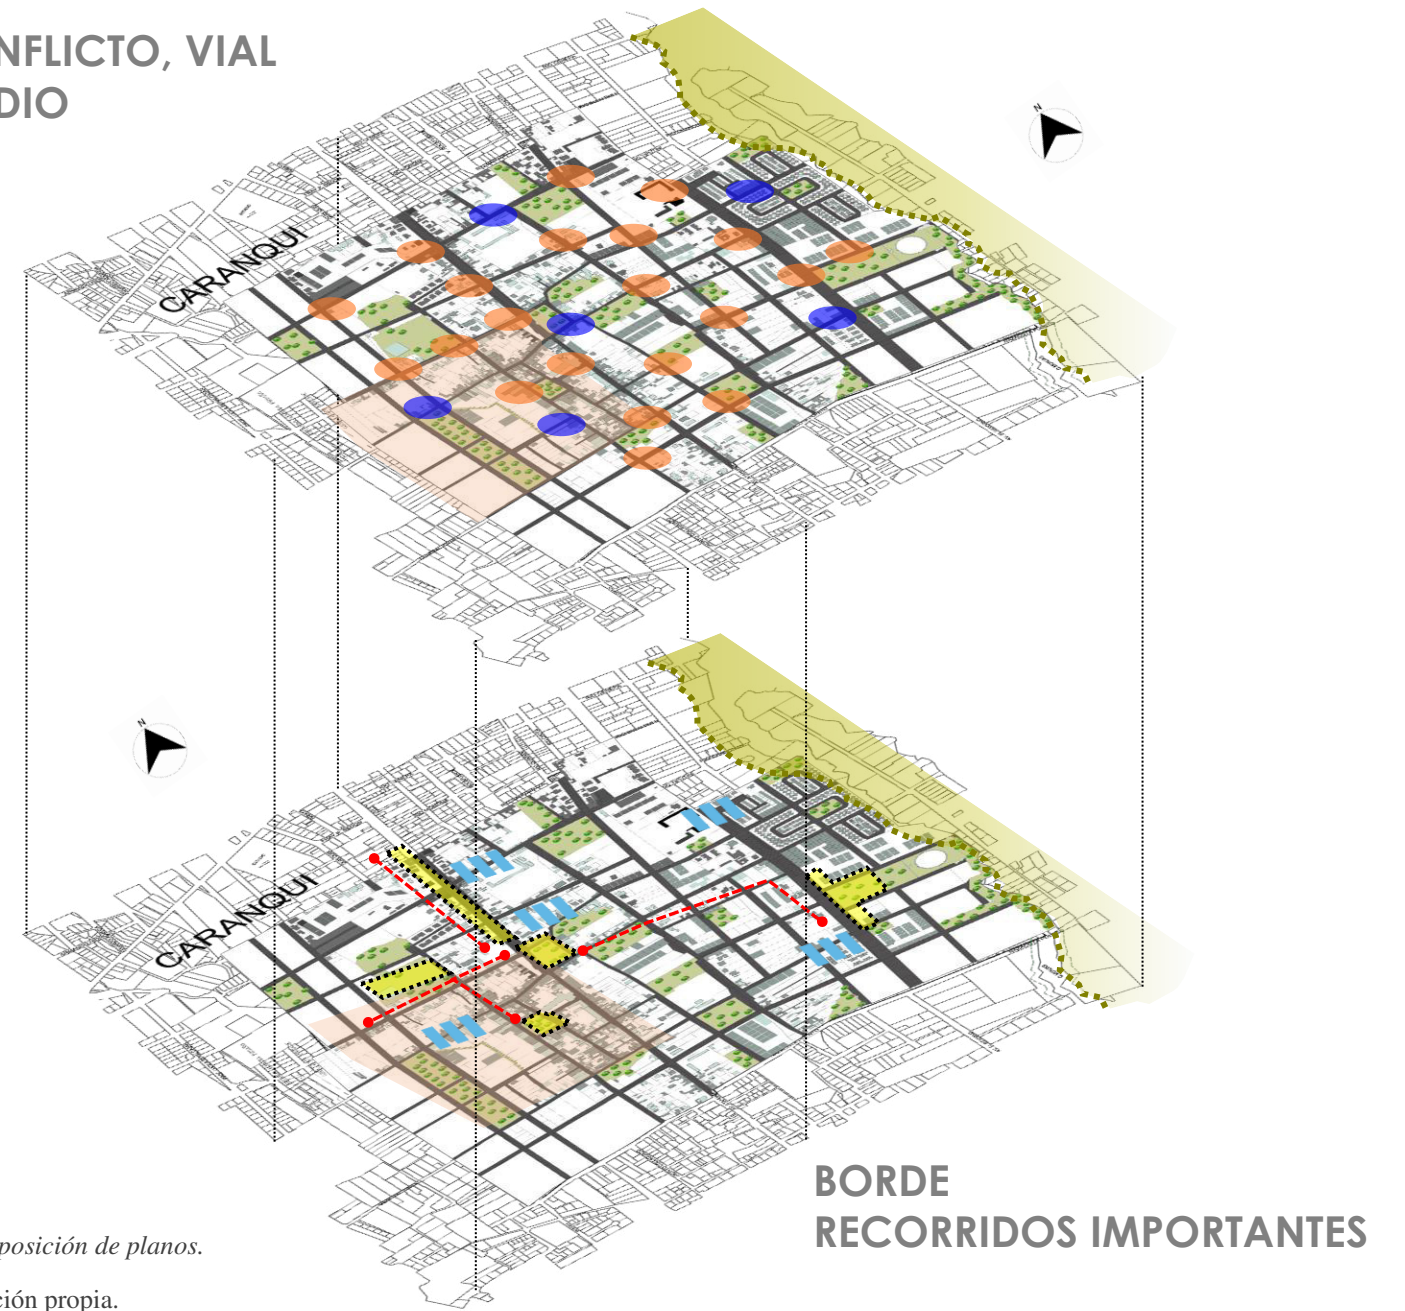 NFLICTO, VIAL
DIO
N
CARANQUI
N
CARANQUI
BORDE
RECORRIDOS IMPORTANTES
posición de planos.
ción propia.